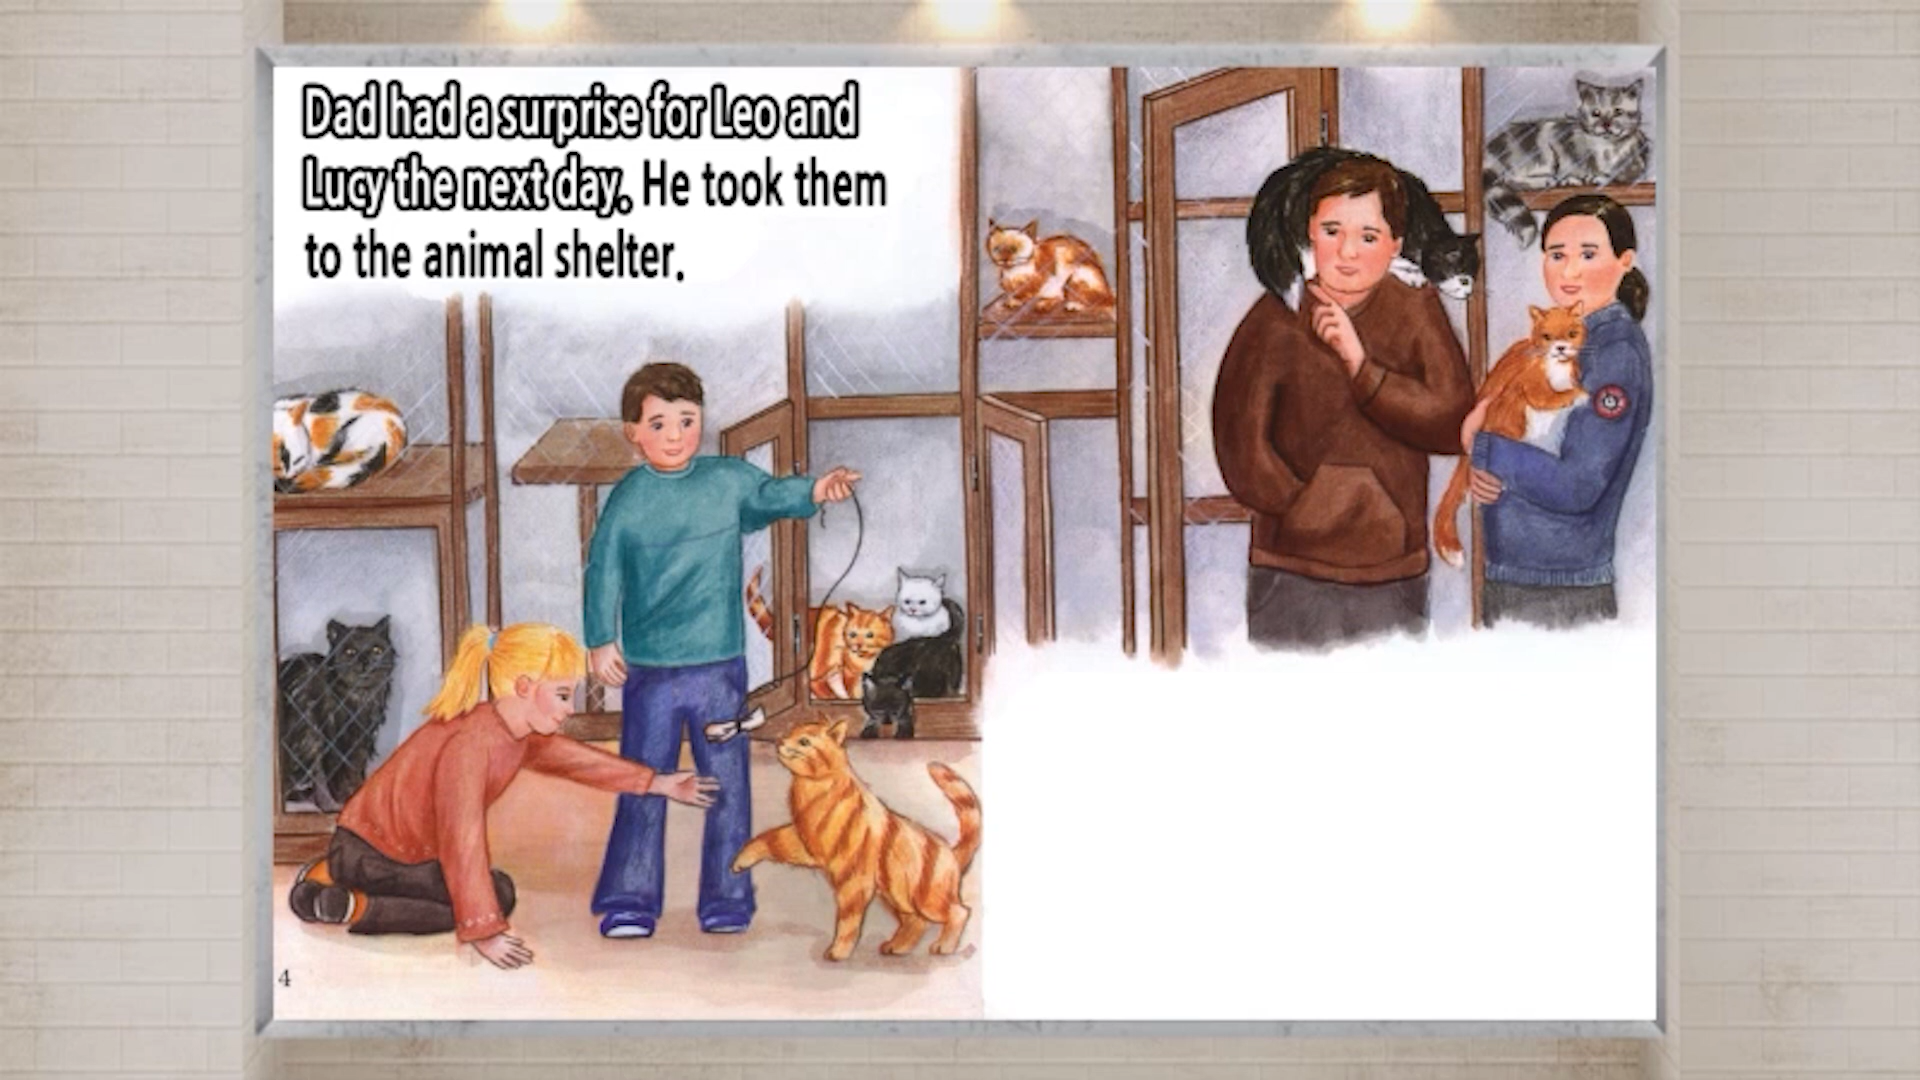 Dad had a surprise for Leo and
Lucy the next day. He took them
to the animal shelter.
4